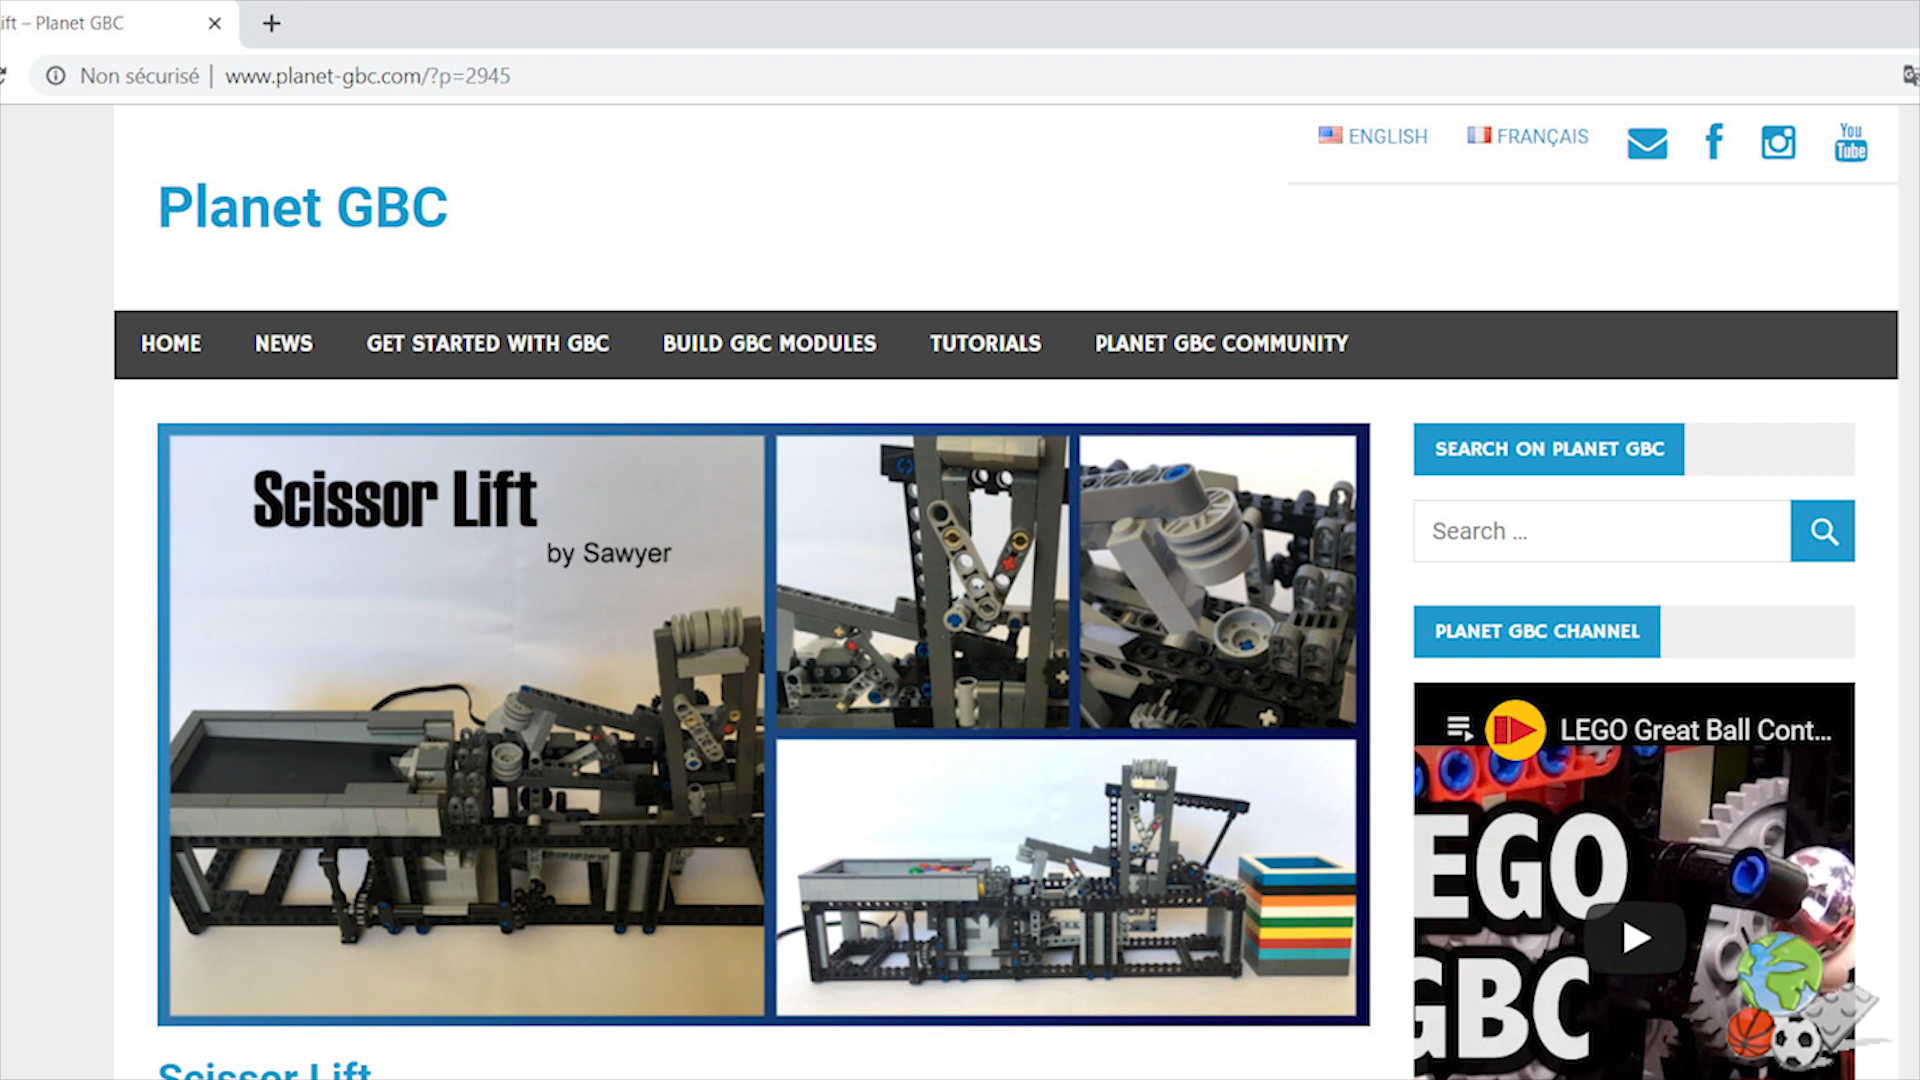 ift – Planet GBC
Non sécurisé | www.planet-gbc.com/?p=2945
ENGLISH
FRANÇAIS
You
Tube
Planet GBC
HOME
NEWS
GET STARTED WITH GBC
BUILD GBC MODULES
TUTORIALS
PLANET GBC COMMUNITY
Scissor Lift
by Sawyer
SEARCH ON PLANET GBC
Search ...
PLANET GBC CHANNEL
LEGO Great Ball Cont...
EGO
GBC
Scissor Lift